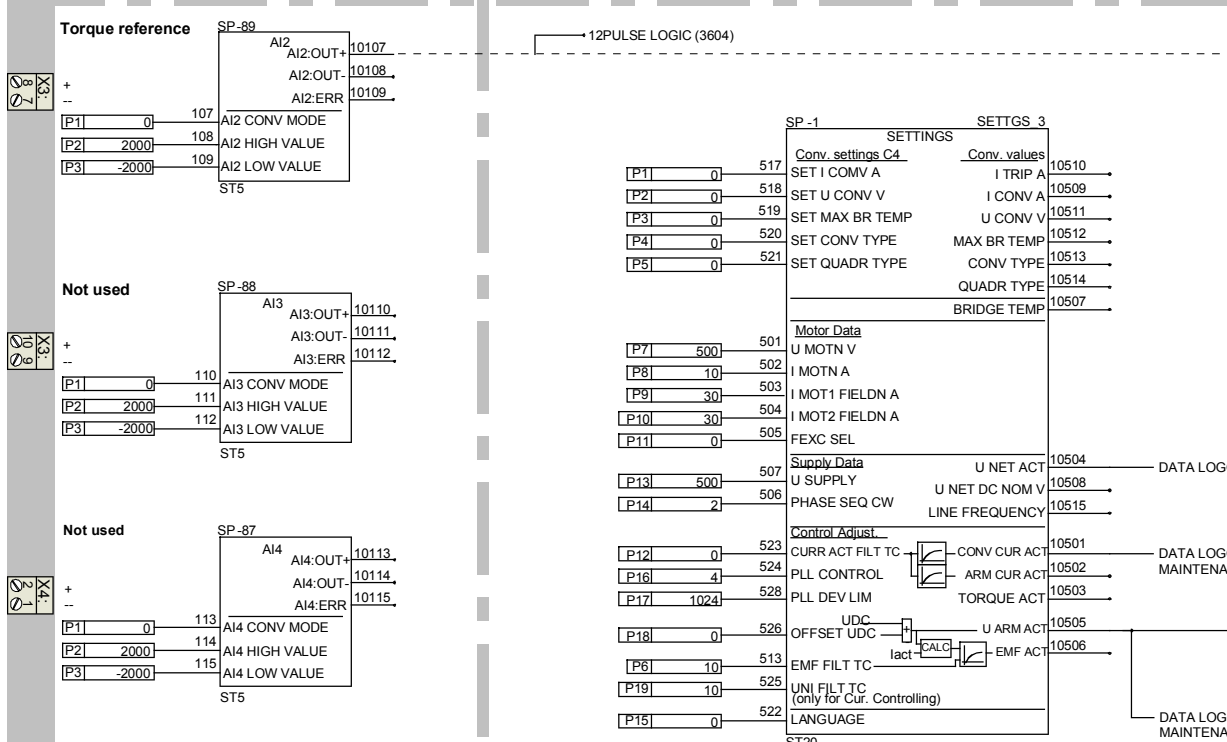 Torque reference
SP-89
AI2
AI2:OUT+ 10107
AI2:OUT- 10108
AI2:ERR 10109
X3:
8 7
+
--
P1 0 107 AI2 CONV MODE
P2 2000 108 AI2 HIGH VALUE
P3 -2000 109 AI2 LOW VALUE
ST5
Not used
SP-88
AI3
AI3:OUT+ 10110
AI3:OUT- 10111
AI3:ERR 10112
X3:
10 9
+
--
P1 0 110 AI3 CONV MODE
P2 2000 111 AI3 HIGH VALUE
P3 -2000 112 AI3 LOW VALUE
ST5
Not used
SP-87
AI4
AI4:OUT+ 10113
AI4:OUT- 10114
AI4:ERR 10115
X4:
2 1
+
--
P1 0 113 AI4 CONV MODE
P2 2000 114 AI4 HIGH VALUE
P3 -2000 115 AI4 LOW VALUE
ST5
12PULSE LOGIC (3604)
SP -1 SETTGS_3
SETTINGS
Conv. settings C4 Conv. values
P1 0 517 SET I COMV A I TRIP A 10510
P2 0 518 SET U CONV V I CONV A 10509
P3 0 519 SET MAX BR TEMP U CONV V 10511
P4 0 520 SET CONV TYPE MAX BR TEMP 10512
P5 0 521 SET QUADR TYPE CONV TYPE 10513
QUADR TYPE 10514
BRIDGE TEMP 10507
Motor Data
P7 500 501 U MOTN V
P8 10 502 I MOTN A
P9 30 503 I MOT1 FIELDN A
P10 30 504 I MOT2 FIELDN A
P11 0 505 FEXC SEL
Supply Data U NET ACT 10504 DATA LOG
P13 500 507 U SUPPLY U NET DC NOM V 10508
P14 2 506 PHASE SEQ CW LINE FREQUENCY 10515
Control Adjust.
P12 0 523 CURR ACT FILT TC CONV CUR ACT 10501 DATA LOG
P16 4 524 PLL CONTROL ARM CUR ACT 10502 MAINTENA
P17 1024 528 PLL DEV LIM TORQUE ACT 10503
UDC
P18 0 526 OFFSET UDC + U ARM ACT 10505
Iact CALC EMF ACT 10506
P6 10 513 EMF FILT TC
P19 10 525 UNI FILT TC
(only for Cur. Controlling)
P15 0 522 LANGUAGE
DATA LOG
MAINTENA
ST20